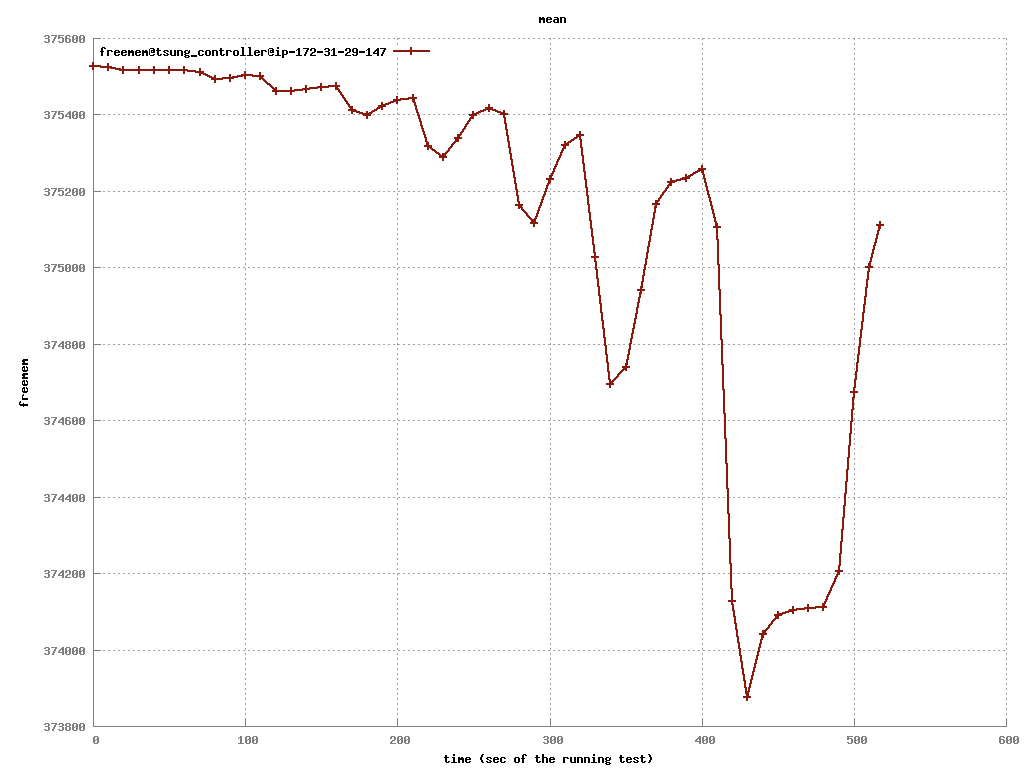 mean
freemem@tsung_controller@ip-172-31-29-147
375600
375400
375200
375000
374800
374600
374400
374200
374000
373800
freemem
0 100 200 300 400 500 600
time (sec of the running test)